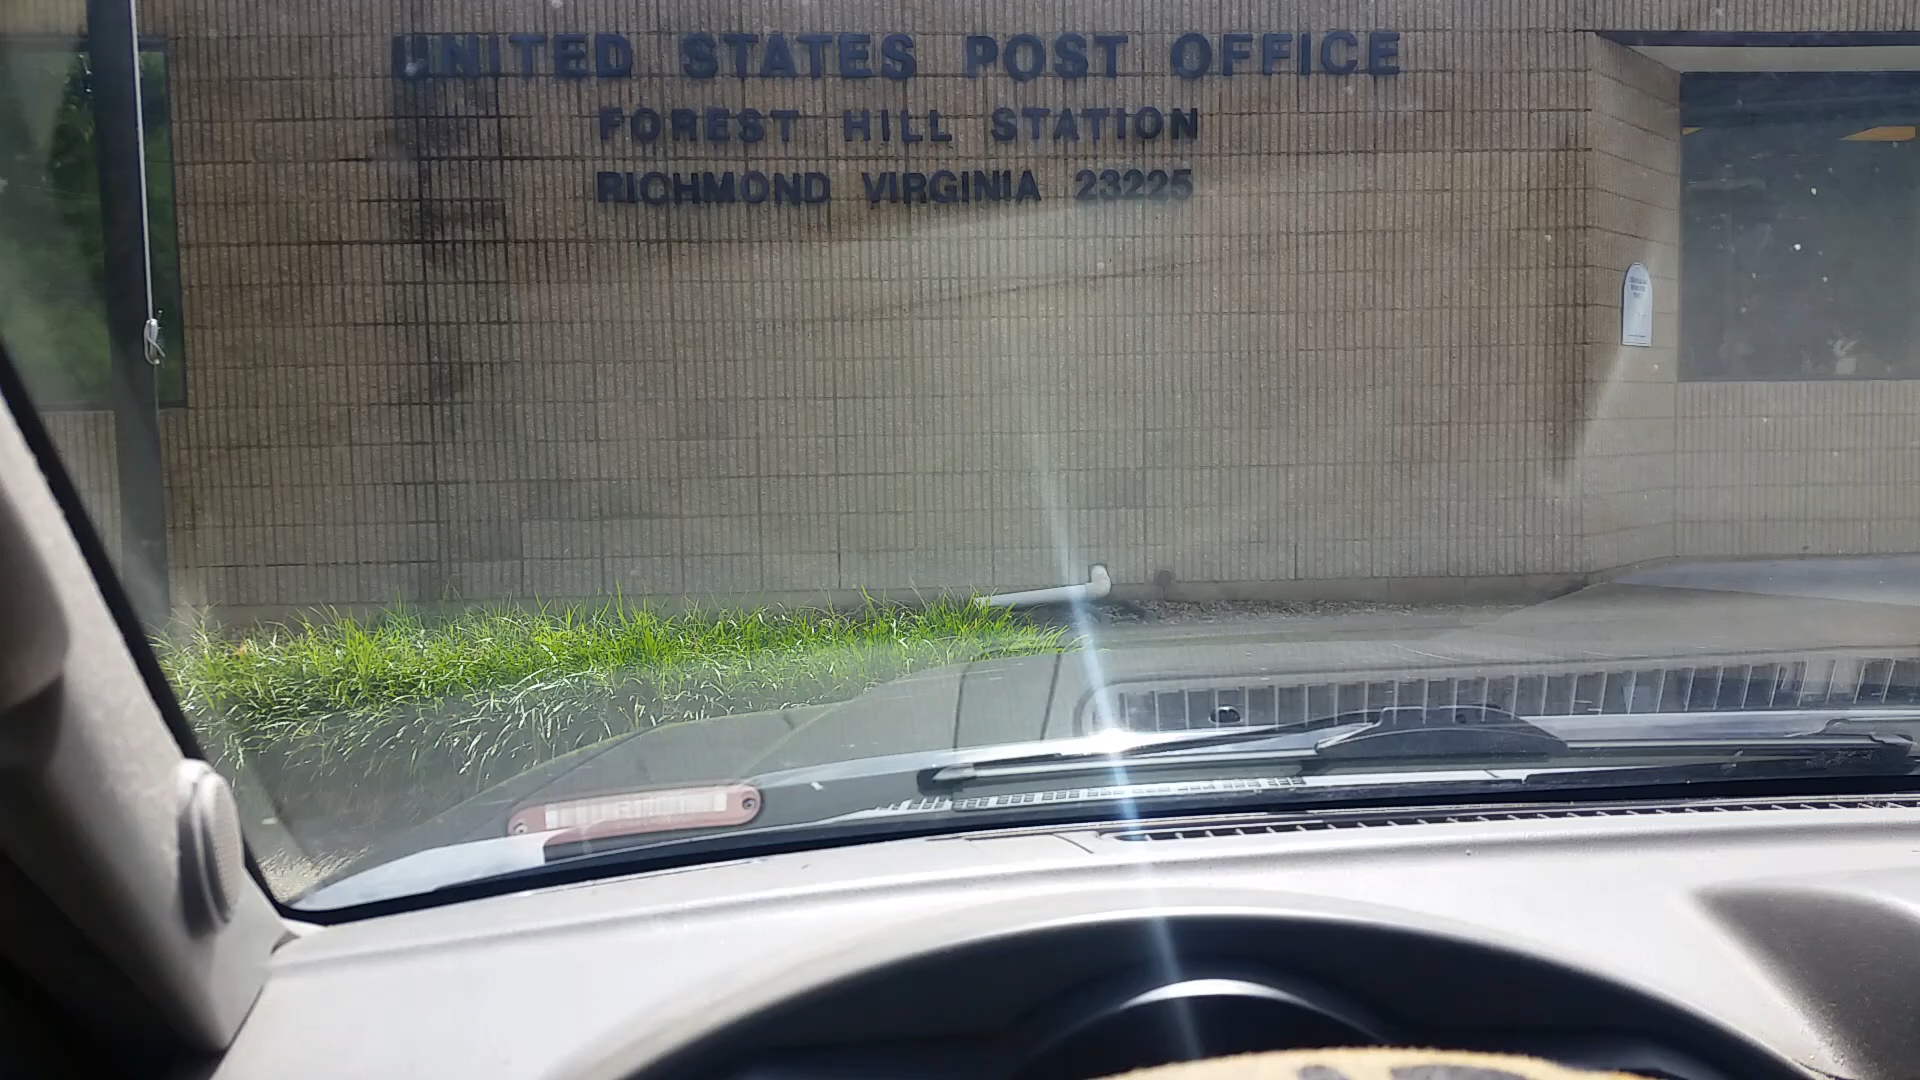 UNITED STATES POST OFFICE
FOREST HILL STATION
RICHMOND VIRGINIA 23225